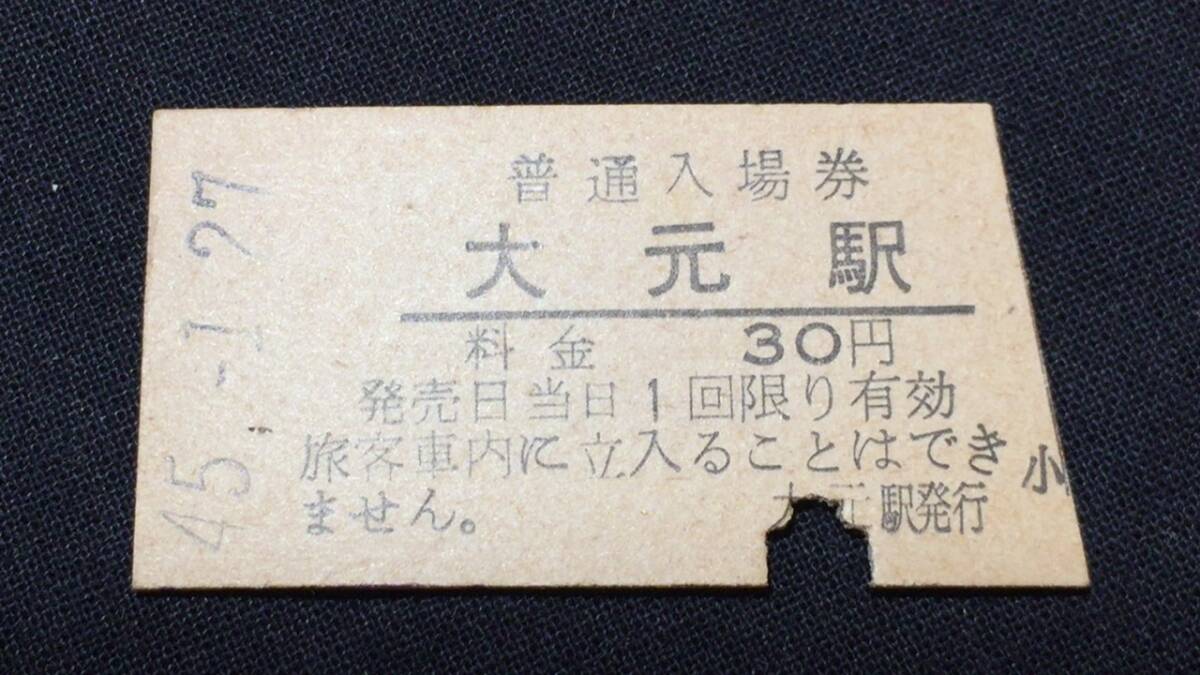 普通入場券
大元駅
料金 30円
発売日当日1回限り有効
旅客車内に立入ることはでき
ません。
大元駅発行
小
45.-1.27